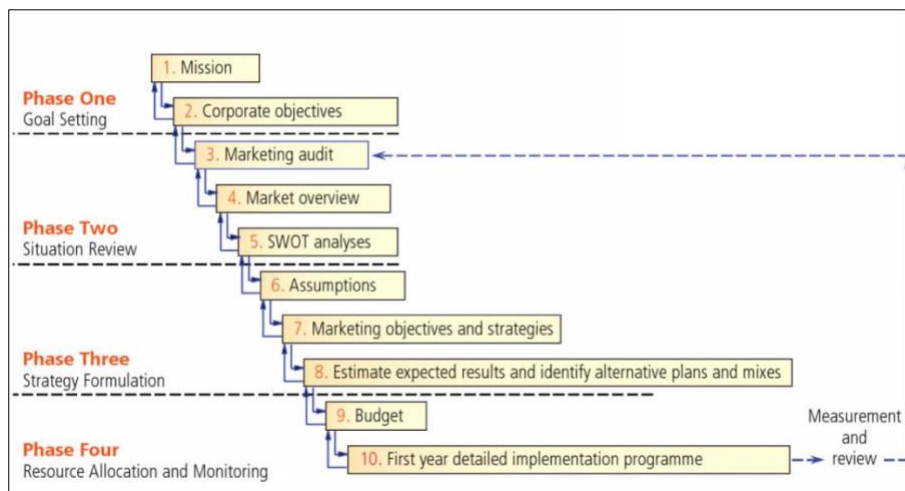 1. Mission
Phase One
Goal Setting
2. Corporate objectives
3. Marketing audit
4. Market overview
Phase Two
Situation Review
5. SWOT analyses
6. Assumptions
7. Marketing objectives and strategies
Phase Three
Strategy Formulation
8. Estimate expected results and identify alternative plans and mixes
9. Budget
Phase Four
Resource Allocation and Monitoring
10. First year detailed implementation programme
Measurement
and
review